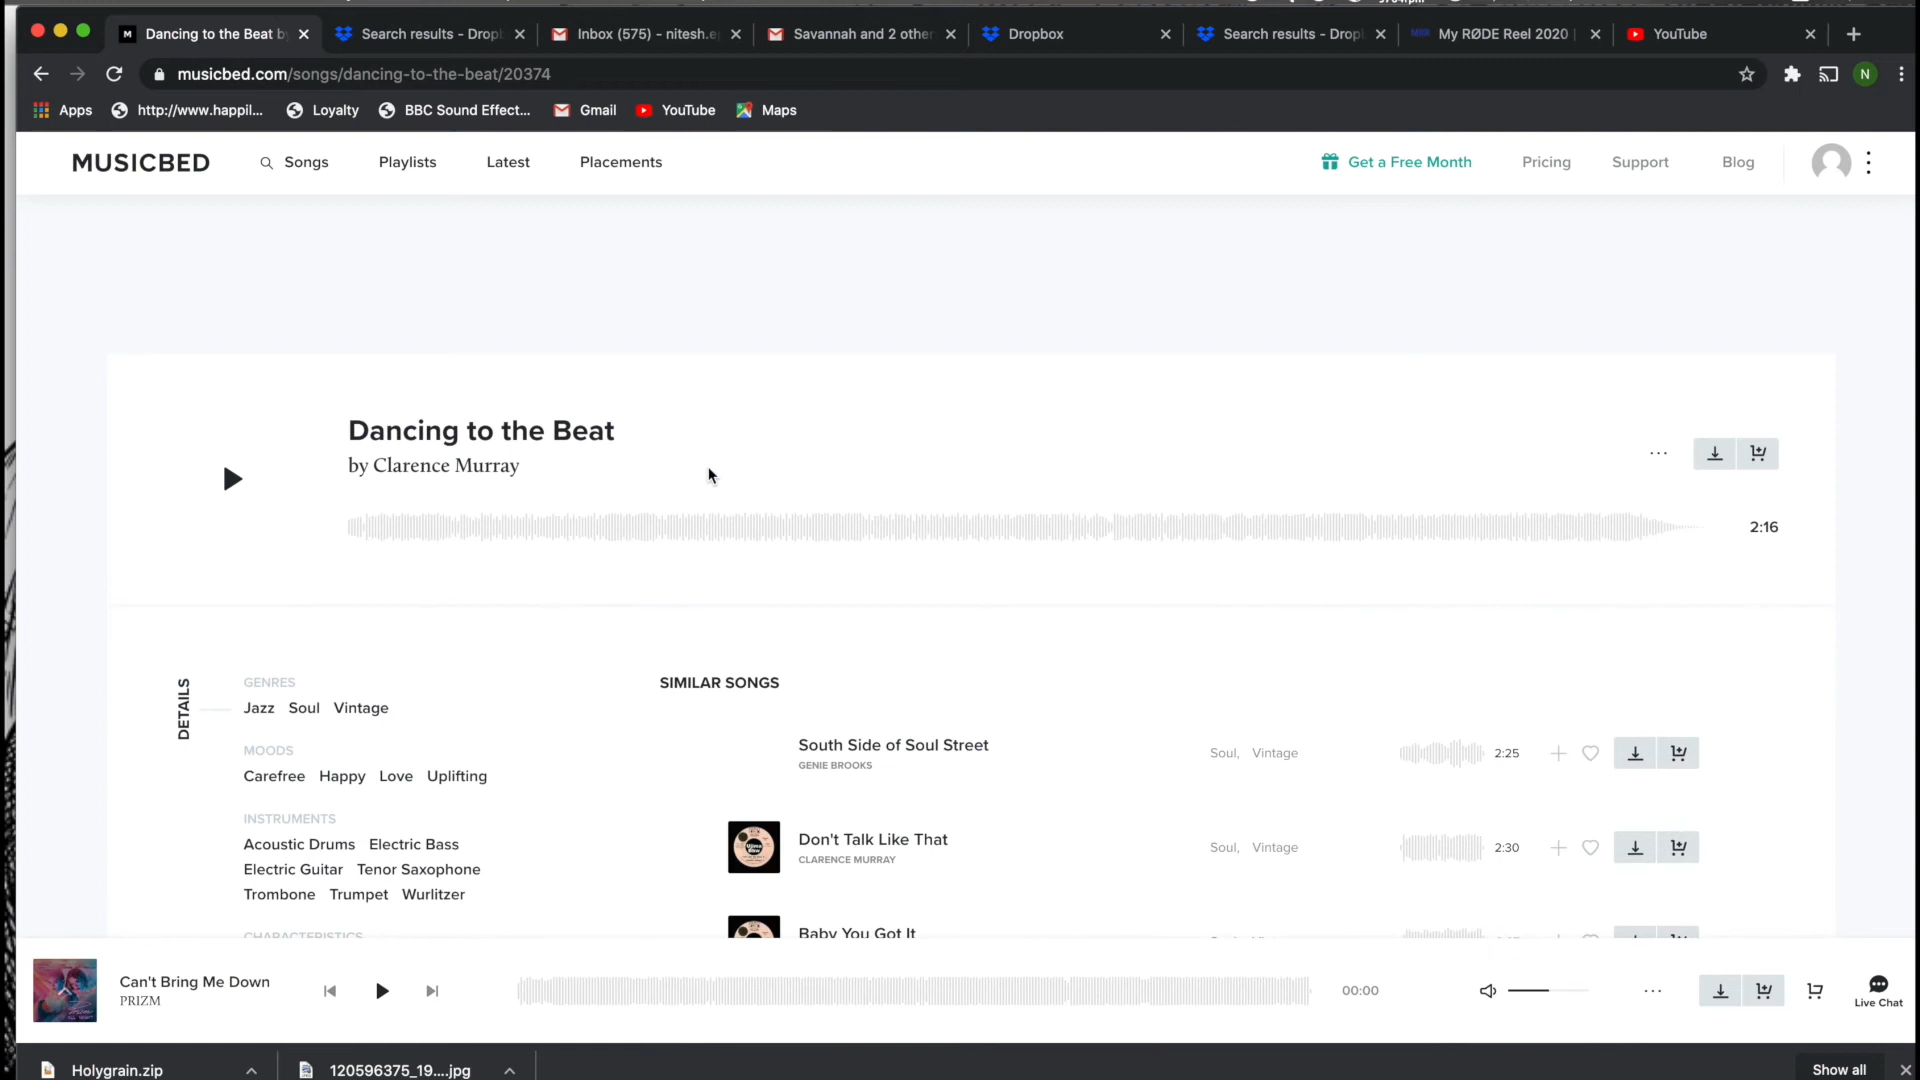 Dancing to the Beat b
Search results - Drop
Inbox (575) - nitesh.e
Savannah and 2 other
Dropbox
Search results - Drop
My RØDE Reel 2020
YouTube
musicbed.com/songs/dancing-to-the-beat/20374
N
Apps
http://www.happil...
Loyalty
BBC Sound Effect...
Gmail
YouTube
Maps
MUSICBED
Songs
Playlists
Latest
Placements
Get a Free Month
Pricing
Support
Blog
Dancing to the Beat
by Clarence Murray
2:16
DETAILS
GENRES
Jazz Soul Vintage
MOODS
Carefree Happy Love Uplifting
INSTRUMENTS
Acoustic Drums Electric Bass
Electric Guitar Tenor Saxophone
Trombone Trumpet Wurlitzer
CHARACTERISTICS
SIMILAR SONGS
South Side of Soul Street
GENIE BROOKS
Soul, Vintage
2:25
Don't Talk Like That
CLARENCE MURRAY
Soul, Vintage
2:30
Baby You Got It
Can't Bring Me Down
PRIZM
00:00
Live Chat
Holygrain.zip
120596375_19....jpg
Show all